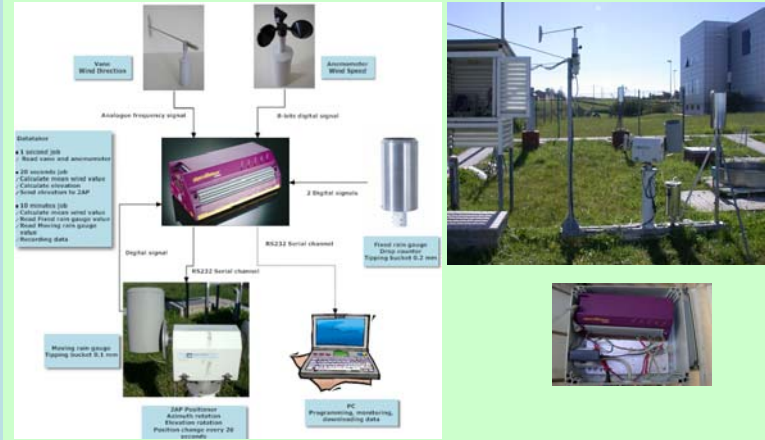 Vane
Wind Direction
Anemometer
Wind Speed
Analogue frequency signal
8-bits digital signal
Datataker
1 second job
Read vane and anemometer
20 seconds job
Calculate mean wind value
Calculate elevation
Send elevation to 2AP
10 minutes job
Calculate mean wind value
Read Fixed rain gauge value
Read Moving rain gauge
value
Recording data
2 Digital signals
Fixed rain gauge
Drop counter
Tipping bucket 0.2 mm
Digital signal
RS232 Serial channel
RS232 Serial channel
Moving rain gauge
Tipping bucket 0.1 mm
2AP Positioner
Azimuth rotation
Elevation rotation
Position change every 20
seconds
PC
Programming, monitoring,
downloading data